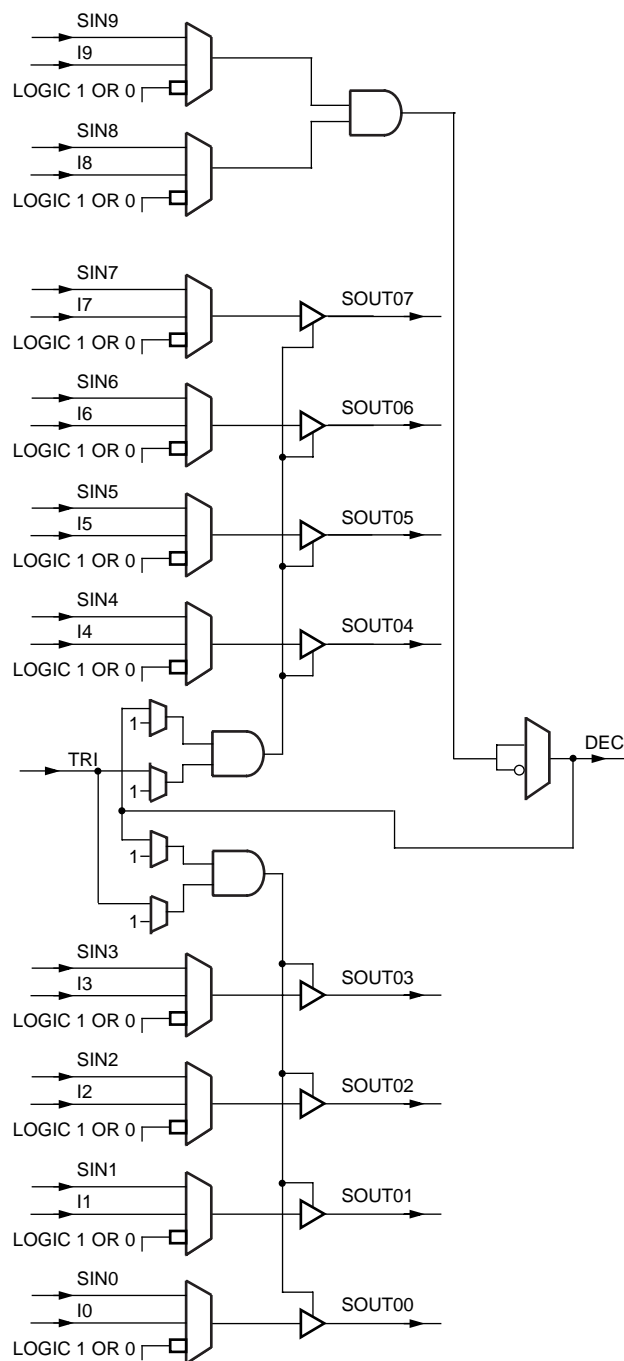 SIN9
I9
LOGIC 1 OR 0
SIN8
I8
LOGIC 1 OR 0
SIN7
I7
LOGIC 1 OR 0
SOUT07
SIN6
I6
LOGIC 1 OR 0
SOUT06
SIN5
I5
LOGIC 1 OR 0
SOUT05
SIN4
I4
LOGIC 1 OR 0
SOUT04
1
TRI
1
DEC
1
1
SIN3
I3
LOGIC 1 OR 0
SOUT03
SIN2
I2
LOGIC 1 OR 0
SOUT02
SIN1
I1
LOGIC 1 OR 0
SOUT01
SIN0
I0
LOGIC 1 OR 0
SOUT00